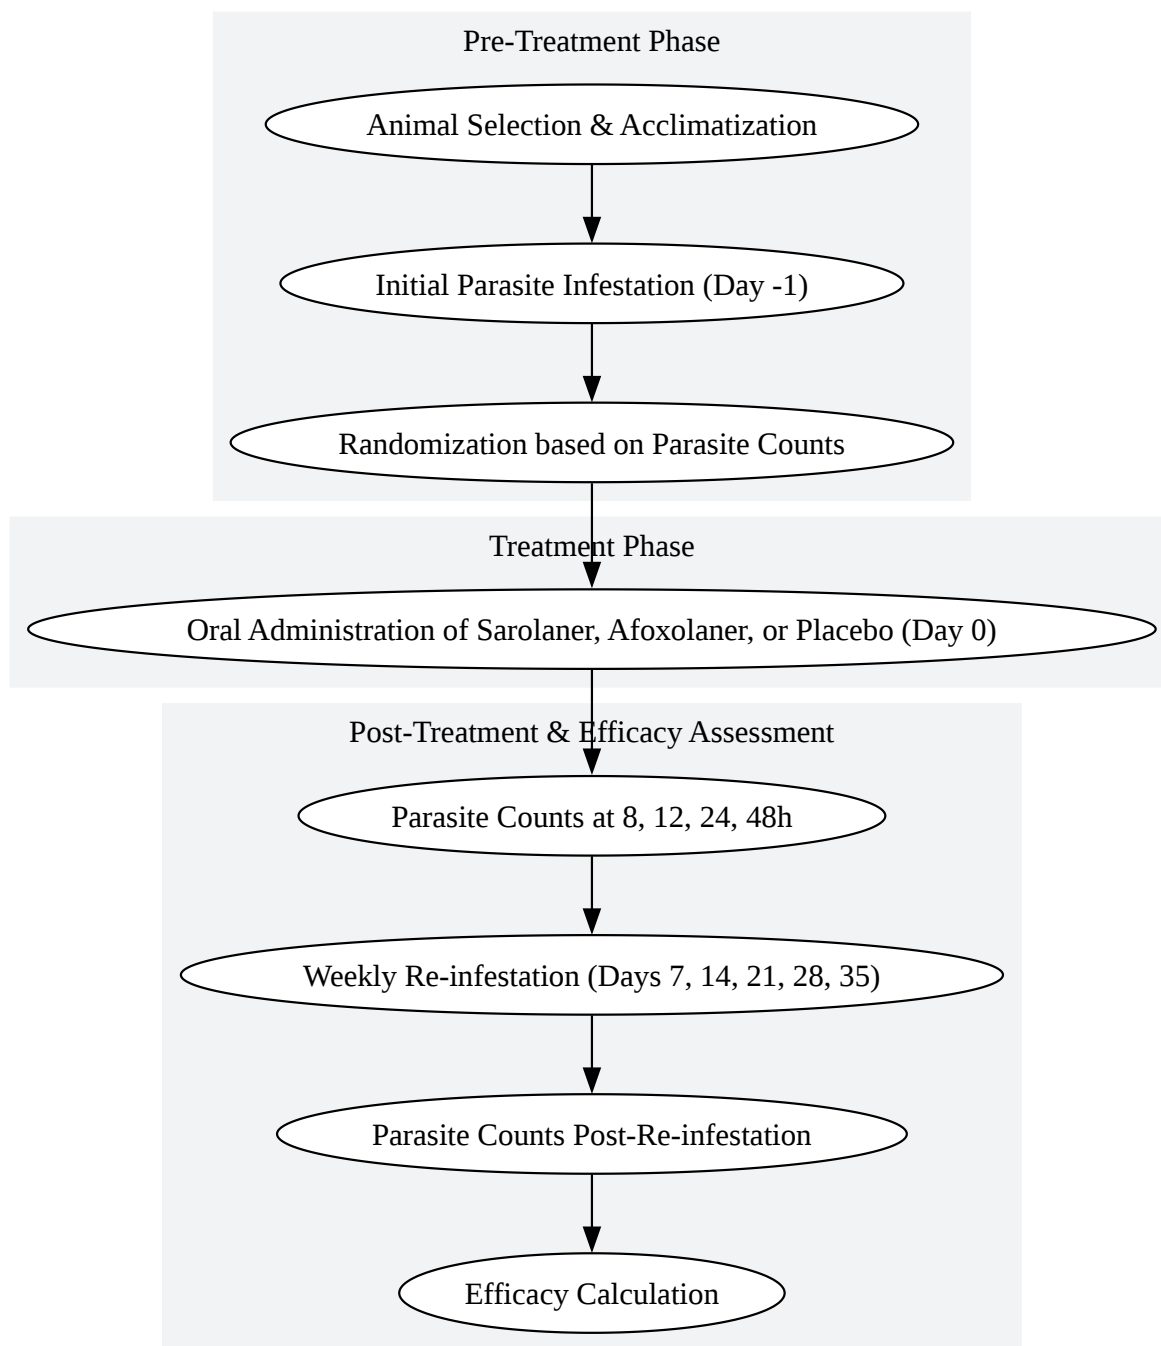 Pre-Treatment Phase
Animal Selection & Acclimatization
Initial Parasite Infestation (Day -1)
Randomization based on Parasite Counts
Treatment Phase
Oral Administration of Sarolaner, Afoxolaner, or Placebo (Day 0)
Post-Treatment & Efficacy Assessment
Parasite Counts at 8, 12, 24, 48h
Weekly Re-infestation (Days 7, 14, 21, 28, 35)
Parasite Counts Post-Re-infestation
Efficacy Calculation